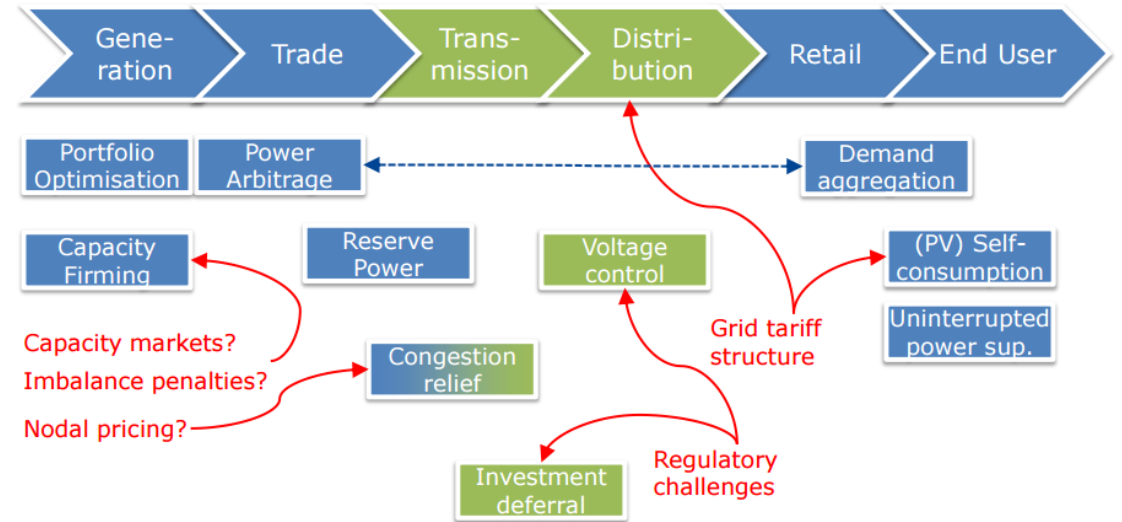 Gene-
ration
Trade
Trans-
mission
Distri-
bution
Retail
End User
Portfolio
Optimisation
Power
Arbitrage
Demand
aggregation
Capacity
Firming
Reserve
Power
Voltage
control
(PV) Self-
consumption
Uninterrupted
power sup.
Grid tariff
structure
Capacity markets?
Imbalance penalties?
Nodal pricing?
Congestion
relief
Regulatory
challenges
Investment
deferral